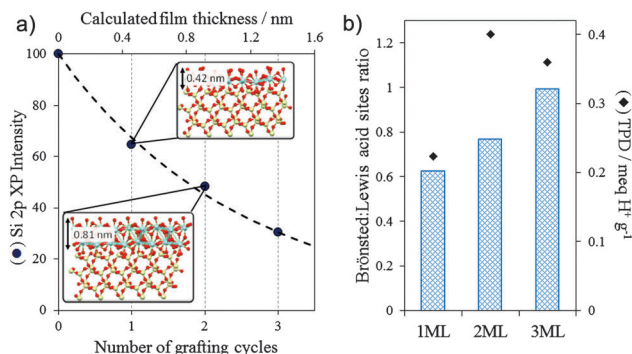 a)
Calculated film thickness / nm
0 0.4 0.8 1.2 1.6
100
80
60
40
20
0
(●) Si 2p XP Intensity
0.42 nm
0.81 nm
0 1 2 3
Number of grafting cycles
b)
1.2
1
0.8
0.6
0.4
0.2
0
Brönsted:Lewis acid sites ratio
0.4
0.3
0.2
0.1
0
(◆) TPD / meq H⁺ g⁻¹
1ML 2ML 3ML